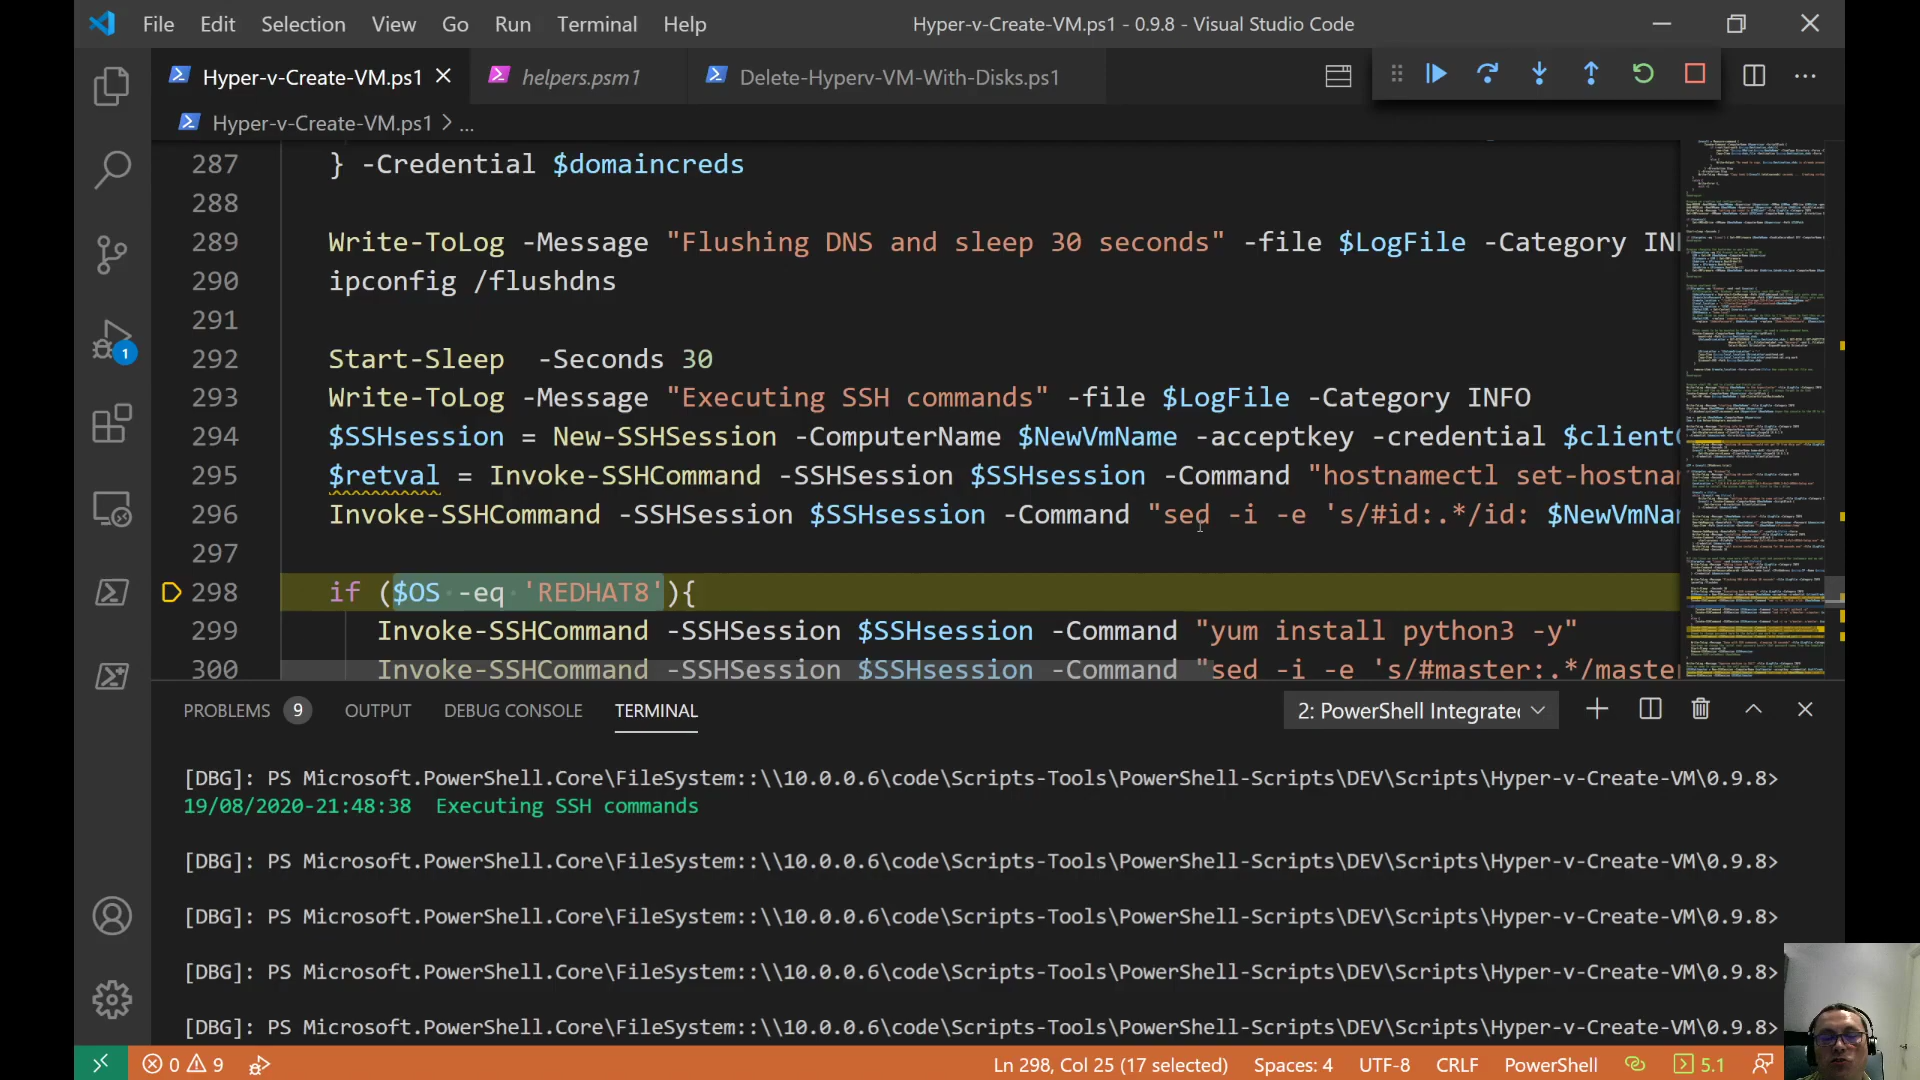 File Edit Selection View Go Run Terminal Help Hyper-v-Create-VM.ps1 - 0.9.8 - Visual Studio Code
Hyper-v-Create-VM.ps1 helpers.psm1 Delete-Hyperv-VM-With-Disks.ps1
Hyper-v-Create-VM.ps1 > ...
287 } -Credential $domaincreds
288
289 Write-ToLog -Message "Flushing DNS and sleep 30 seconds" -file $LogFile -Category IN
290 ipconfig /flushdns
291
292 Start-Sleep  -Seconds 30
293 Write-ToLog -Message "Executing SSH commands" -file $LogFile -Category INFO
294 $SSHsession = New-SSHSession -ComputerName $NewVmName -acceptkey -credential $client
295 $retval = Invoke-SSHCommand -SSHSession $SSHsession -Command "hostnamectl set-hostna
296 Invoke-SSHCommand -SSHSession $SSHsession -Command "sed -i -e 's/#id:.*/id: $NewVmNa
297
298 if ($OS -eq 'REDHAT8'){
299 Invoke-SSHCommand -SSHSession $SSHsession -Command "yum install python3 -y"
300 Invoke-SSHCommand -SSHSession $SSHsession -Command "sed -i -e 's/#master:.*/master
PROBLEMS 9 OUTPUT DEBUG CONSOLE TERMINAL 2: PowerShell Integrate
[DBG]: PS Microsoft.PowerShell.Core\FileSystem::\\10.0.0.6\code\Scripts-Tools\PowerShell-Scripts\DEV\Scripts\Hyper-v-Create-VM\0.9.8>
19/08/2020-21:48:38  Executing SSH commands
[DBG]: PS Microsoft.PowerShell.Core\FileSystem::\\10.0.0.6\code\Scripts-Tools\PowerShell-Scripts\DEV\Scripts\Hyper-v-Create-VM\0.9.8>
[DBG]: PS Microsoft.PowerShell.Core\FileSystem::\\10.0.0.6\code\Scripts-Tools\PowerShell-Scripts\DEV\Scripts\Hyper-v-Create-VM\0.9.8>
[DBG]: PS Microsoft.PowerShell.Core\FileSystem::\\10.0.0.6\code\Scripts-Tools\PowerShell-Scripts\DEV\Scripts\Hyper-v-Create-VM\0.9.8>
[DBG]: PS Microsoft.PowerShell.Core\FileSystem::\\10.0.0.6\code\Scripts-Tools\PowerShell-Scripts\DEV\Scripts\Hyper-v-Create-VM\0.9.8>
0 9 Ln 298, Col 25 (17 selected) Spaces: 4 UTF-8 CRLF PowerShell 5.1
1